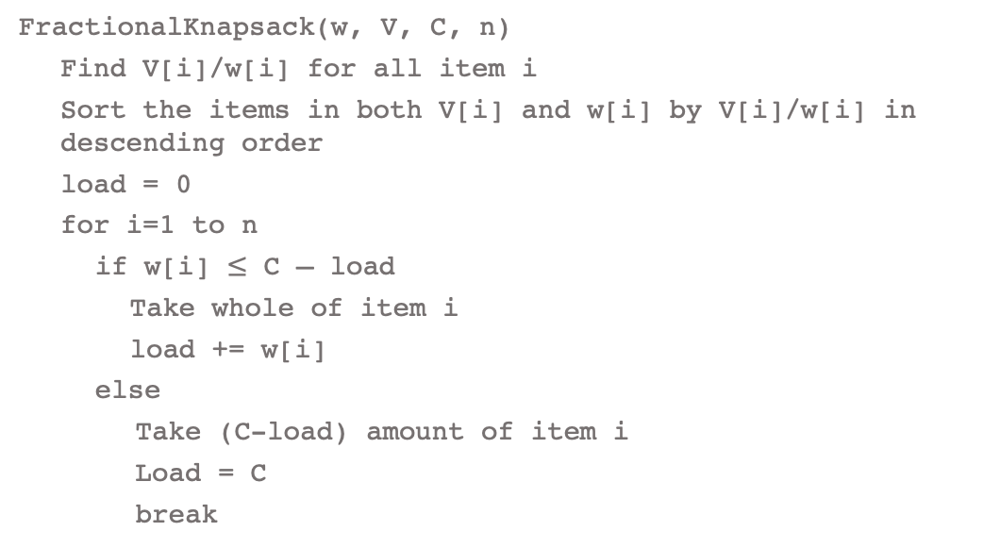 FractionalKnapsack(w, V, C, n)
Find V[i]/w[i] for all item i
Sort the items in both V[i] and w[i] by V[i]/w[i] in
descending order
load = 0
for i=1 to n
if w[i] ≤ C – load
Take whole of item i
load += w[i]
else
Take (C-load) amount of item i
Load = C
break